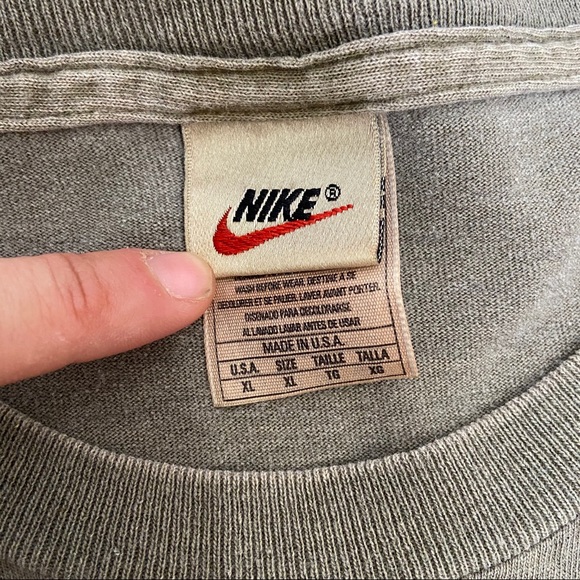 NIKE®
WASH BEFORE WEAR. DESTINE A SE
DECOLORER ET SE PALIR. LAVER AVANT PORTER.
DISENADO PARA DECOLORARSE
AL LAVADO LAVAR ANTES DE USAR
MADE IN U.S.A.
U.S.A. SIZE TAILLE TALLA
XL XL TG XG